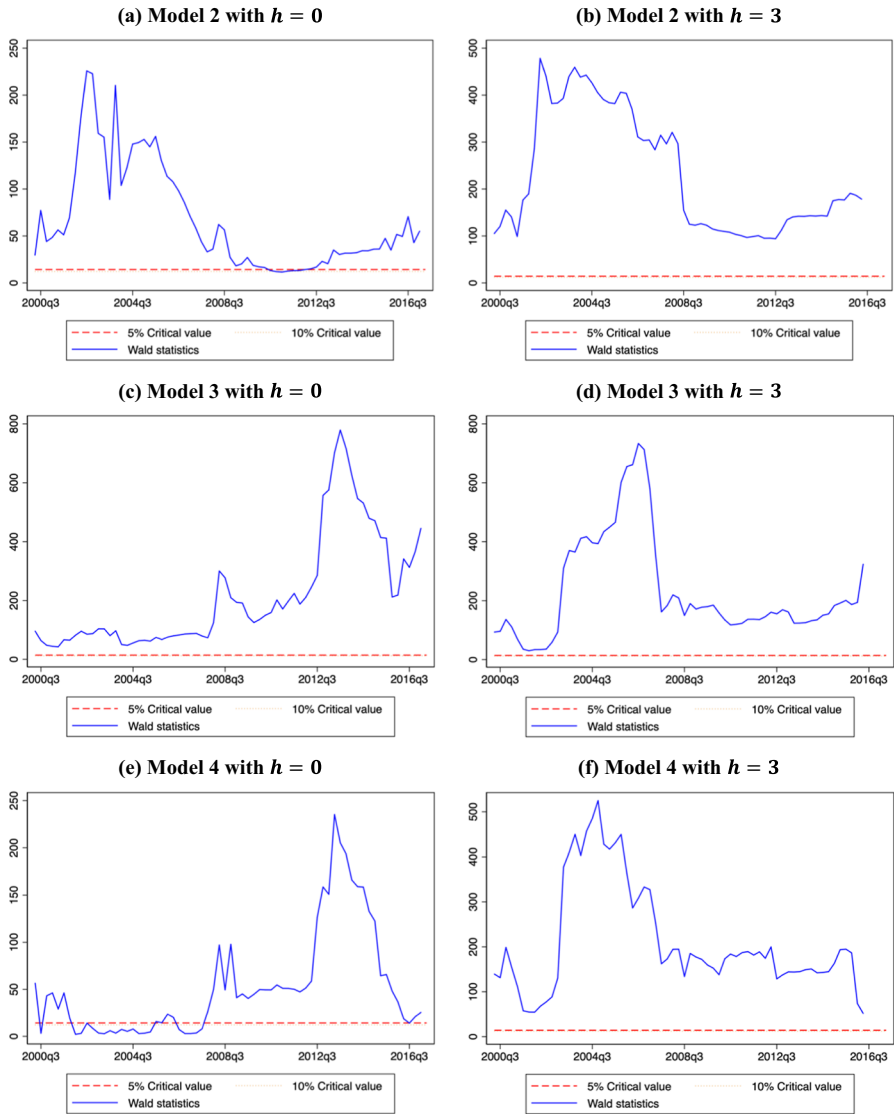 (a) Model 2 with h = 0
250
200
150
100
50
0
2000q3 2004q3 2008q3 2012q3 2016q3
5% Critical value 10% Critical value
Wald statistics
(b) Model 2 with h = 3
500
400
300
200
100
0
2000q3 2004q3 2008q3 2012q3 2016q3
5% Critical value 10% Critical value
Wald statistics
(c) Model 3 with h = 0
800
600
400
200
0
2000q3 2004q3 2008q3 2012q3 2016q3
5% Critical value 10% Critical value
Wald statistics
(d) Model 3 with h = 3
800
600
400
200
0
2000q3 2004q3 2008q3 2012q3 2016q3
5% Critical value 10% Critical value
Wald statistics
(e) Model 4 with h = 0
250
200
150
100
50
0
2000q3 2004q3 2008q3 2012q3 2016q3
5% Critical value 10% Critical value
Wald statistics
(f) Model 4 with h = 3
500
400
300
200
100
0
2000q3 2004q3 2008q3 2012q3 2016q3
5% Critical value 10% Critical value
Wald statistics